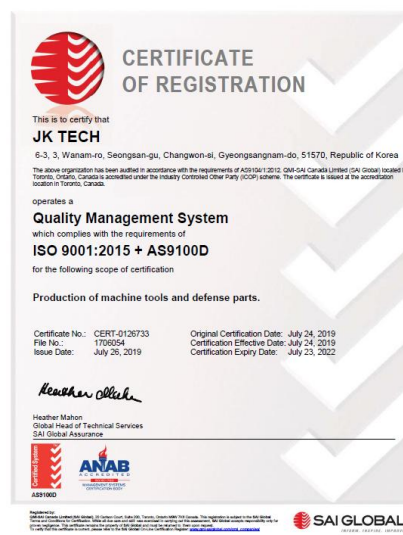 CERTIFICATE
OF REGISTRATION
This is to certify that
JK TECH
6-3, 3, Wanam-ro, Seongsan-gu, Changwon-si, Gyeongsangnam-do, 51570, Republic of Korea
The above organization has been audited in accordance with the requirements of AS9104/1:2012. QMI-SAI Canada Limited (SAI Global) located
Toronto, Ontario, Canada is accredited under the Industry Controlled Other Party (ICOP) scheme. The certificate is issued at the accreditation
location in Toronto, Canada.
operates a
Quality Management System
which complies with the requirements of
ISO 9001:2015 + AS9100D
for the following scope of certification
Production of machine tools and defense parts.
Certificate No.: CERT-0126733
File No.: 1706054
Issue Date: July 26, 2019
Original Certification Date: July 24, 2019
Certification Effective Date: July 24, 2019
Certification Expiry Date: July 23, 2022
Heather Mahon
Global Head of Technical Services
SAI Global Assurance
Certified System
AS9100D
ANAB
ACCREDITED
MANAGEMENT SYSTEMS
CERTIFICATION BODY
Registered by:
SAI GLOBAL